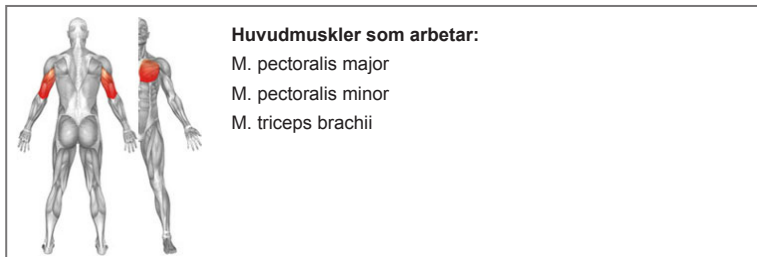 Huvudmuskler som arbetar:
M. pectoralis major
M. pectoralis minor
M. triceps brachii